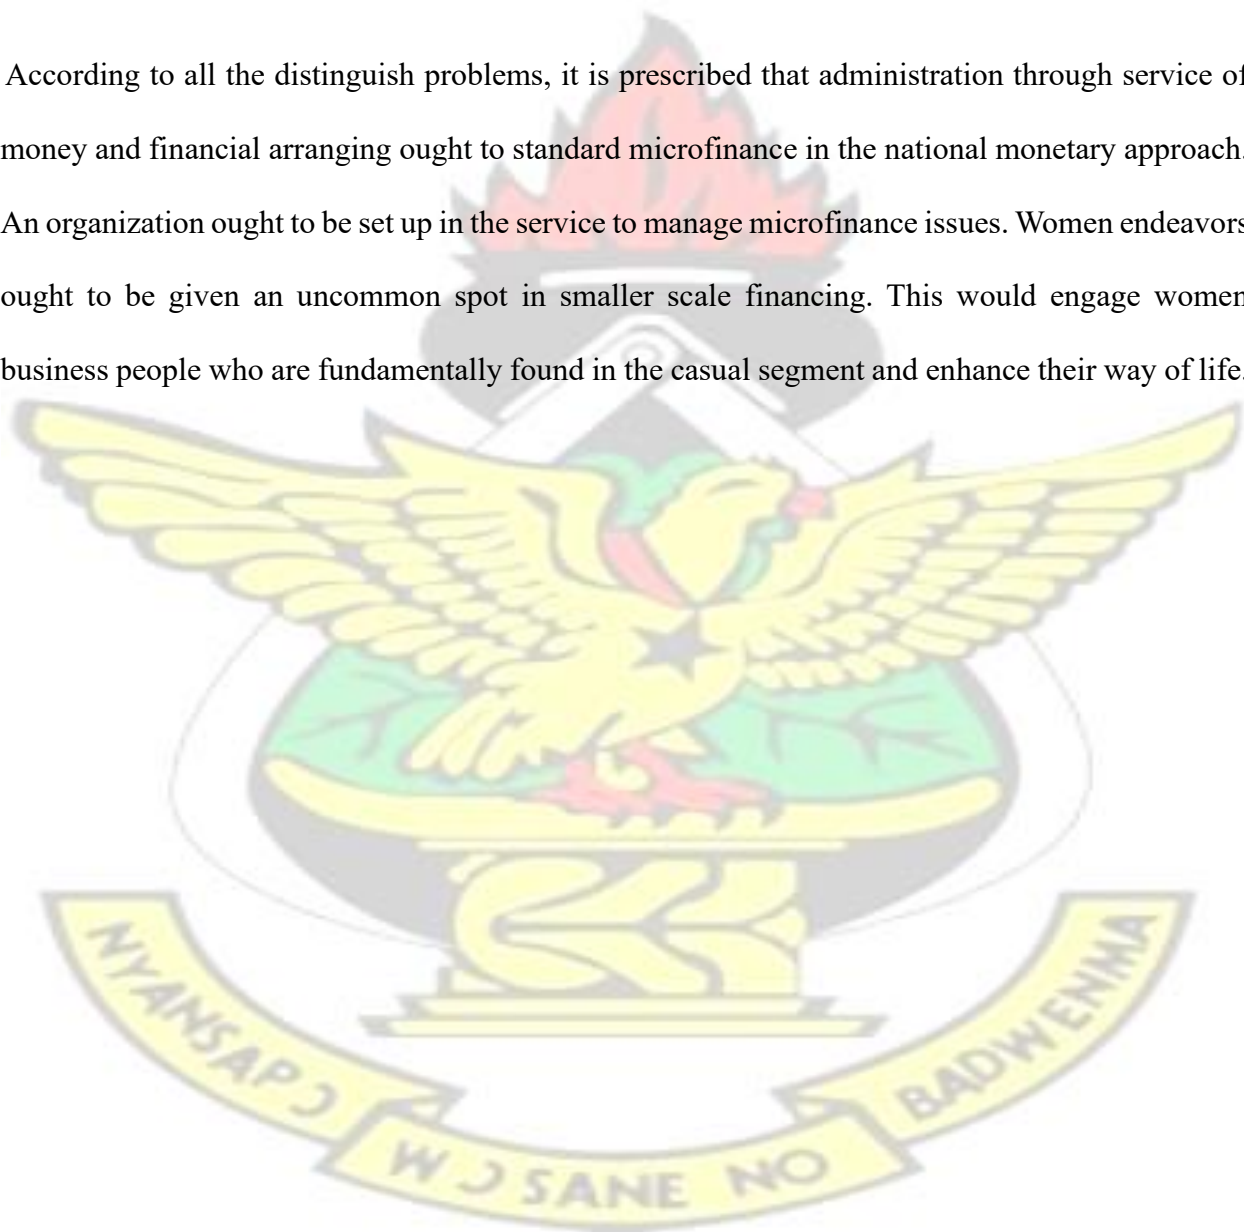 According to all the distinguish problems, it is prescribed that administration through service of
money and financial arranging ought to standard microfinance in the national monetary approach.
An organization ought to be set up in the service to manage microfinance issues. Women endeavors
ought to be given an uncommon spot in smaller scale financing. This would engage women
business people who are fundamentally found in the casual segment and enhance their way of life.
NYANSAPƆ
WƆSANE NO
BADWENMA